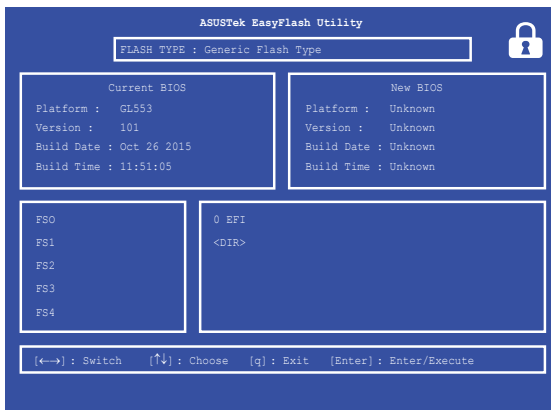 ASUSTek EasyFlash Utility
FLASH TYPE : Generic Flash Type
Current BIOS
Platform : GL553
Version : 101
Build Date : Oct 26 2015
Build Time : 11:51:05
New BIOS
Platform : Unknown
Version : Unknown
Build Date : Unknown
Build Time : Unknown
FSO
FS1
FS2
FS3
FS4
0 EFI
<DIR>
[←→] : Switch [↑↓] : Choose [q] : Exit [Enter] : Enter/Execute